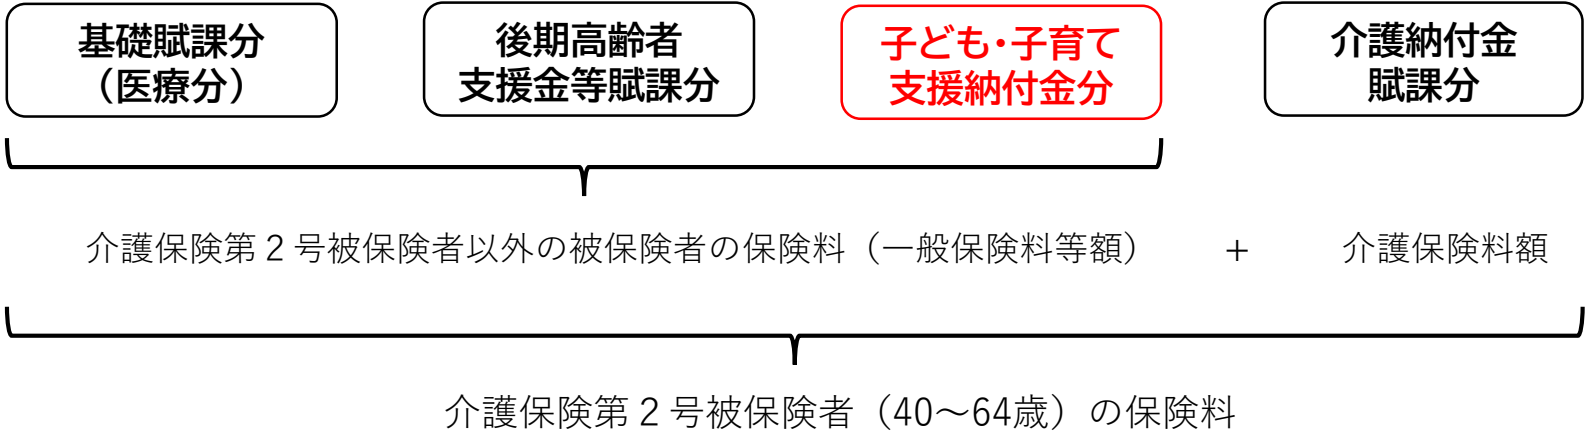 基礎賦課分
（医療分）
後期高齢者
支援金等賦課分
子ども・子育て
支援納付金分
介護納付金
賦課分
介護保険第２号被保険者以外の被保険者の保険料（一般保険料等額）　＋　介護保険料額
介護保険第２号被保険者（40～64歳）の保険料